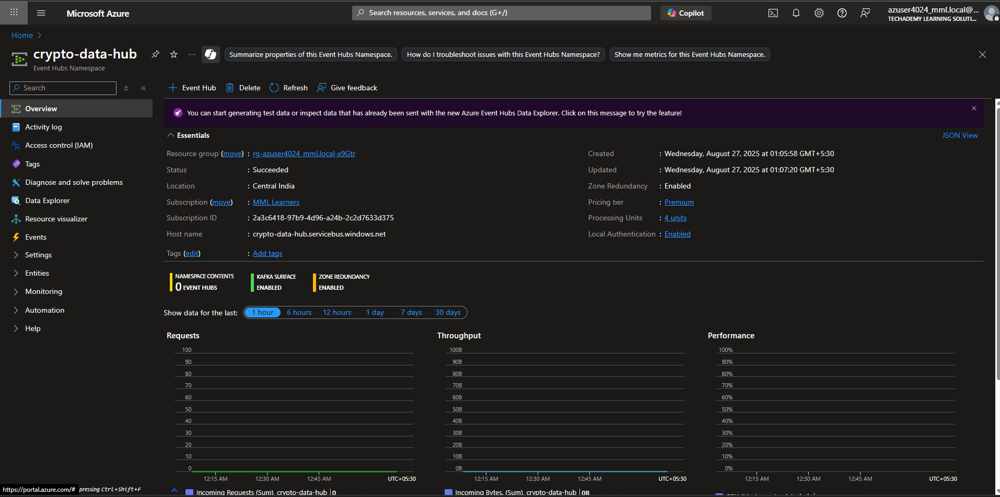 Microsoft Azure
Search resources, services, and docs (G+/)
Copilot
azuser4024_mml.local@...
TECHADEMY LEARNING SOLUTI...
Home
crypto-data-hub
Event Hubs Namespace
Summarize properties of this Event Hubs Namespace.
How do I troubleshoot issues with this Event Hubs Namespace?
Show me metrics for this Event Hubs Namespace.
Search
Event Hub
Delete
Refresh
Give feedback
Overview
Activity log
Access control (IAM)
Tags
Diagnose and solve problems
Data Explorer
Resource visualizer
Events
Settings
Entities
Monitoring
Automation
Help
You can start generating test data or inspect data that has already been sent with the new Azure Event Hubs Data Explorer. Click on this message to try the feature!
Essentials
JSON View
Resource group (move) : rg-azuser4024_mml.local-x9Gtr
Status : Succeeded
Location : Central India
Subscription (move) : MML Learners
Subscription ID : 2a3c6418-97b9-4d96-a24b-2c2d7633d375
Host name : crypto-data-hub.servicebus.windows.net
Tags (edit) : Add tags
Created : Wednesday, August 27, 2025 at 01:05:58 GMT+5:30
Updated : Wednesday, August 27, 2025 at 01:07:20 GMT+5:30
Zone Redundancy : Enabled
Pricing tier : Premium
Processing Units : 4 units
Local Authentication : Enabled
NAMESPACE CONTENTS
0 EVENT HUBS
KAFKA SURFACE
ENABLED
ZONE REDUNDANCY
ENABLED
Show data for the last: 1 hour 6 hours 12 hours 1 day 7 days 30 days
Requests
100
90
80
70
60
50
40
30
20
10
0
12:15 AM 12:30 AM 12:45 AM UTC+05:30
Incoming Requests (Sum), crypto-data-hub | 0
Throughput
100B
90B
80B
70B
60B
50B
40B
30B
20B
10B
0B
12:15 AM 12:30 AM 12:45 AM UTC+05:30
Incoming Bytes. (Sum), crypto-data-hub | 0B
Performance
100%
90%
80%
70%
60%
50%
40%
30%
20%
10%
0%
12:15 AM 12:30 AM 12:45 AM UTC+05:30
https://portal.azure.com/# pressing Ctrl+Shift+F